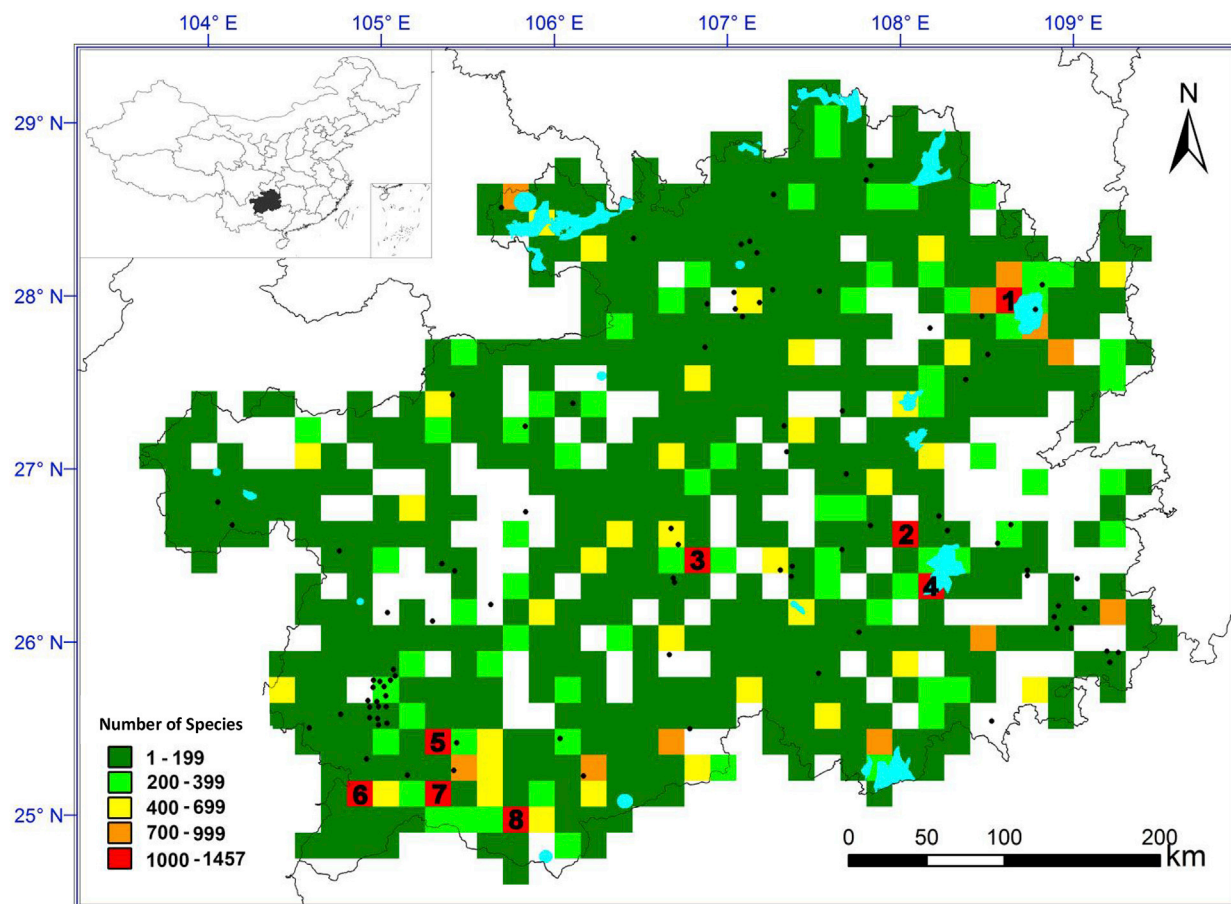 104° E 105° E 106° E 107° E 108° E 109° E
29° N
N
28° N
1
27° N
2
3
4
26° N
Number of Species
1 - 199
200 - 399
400 - 699
700 - 999
1000 - 1457
5
6 7
25° N
8
0 50 100 200
km